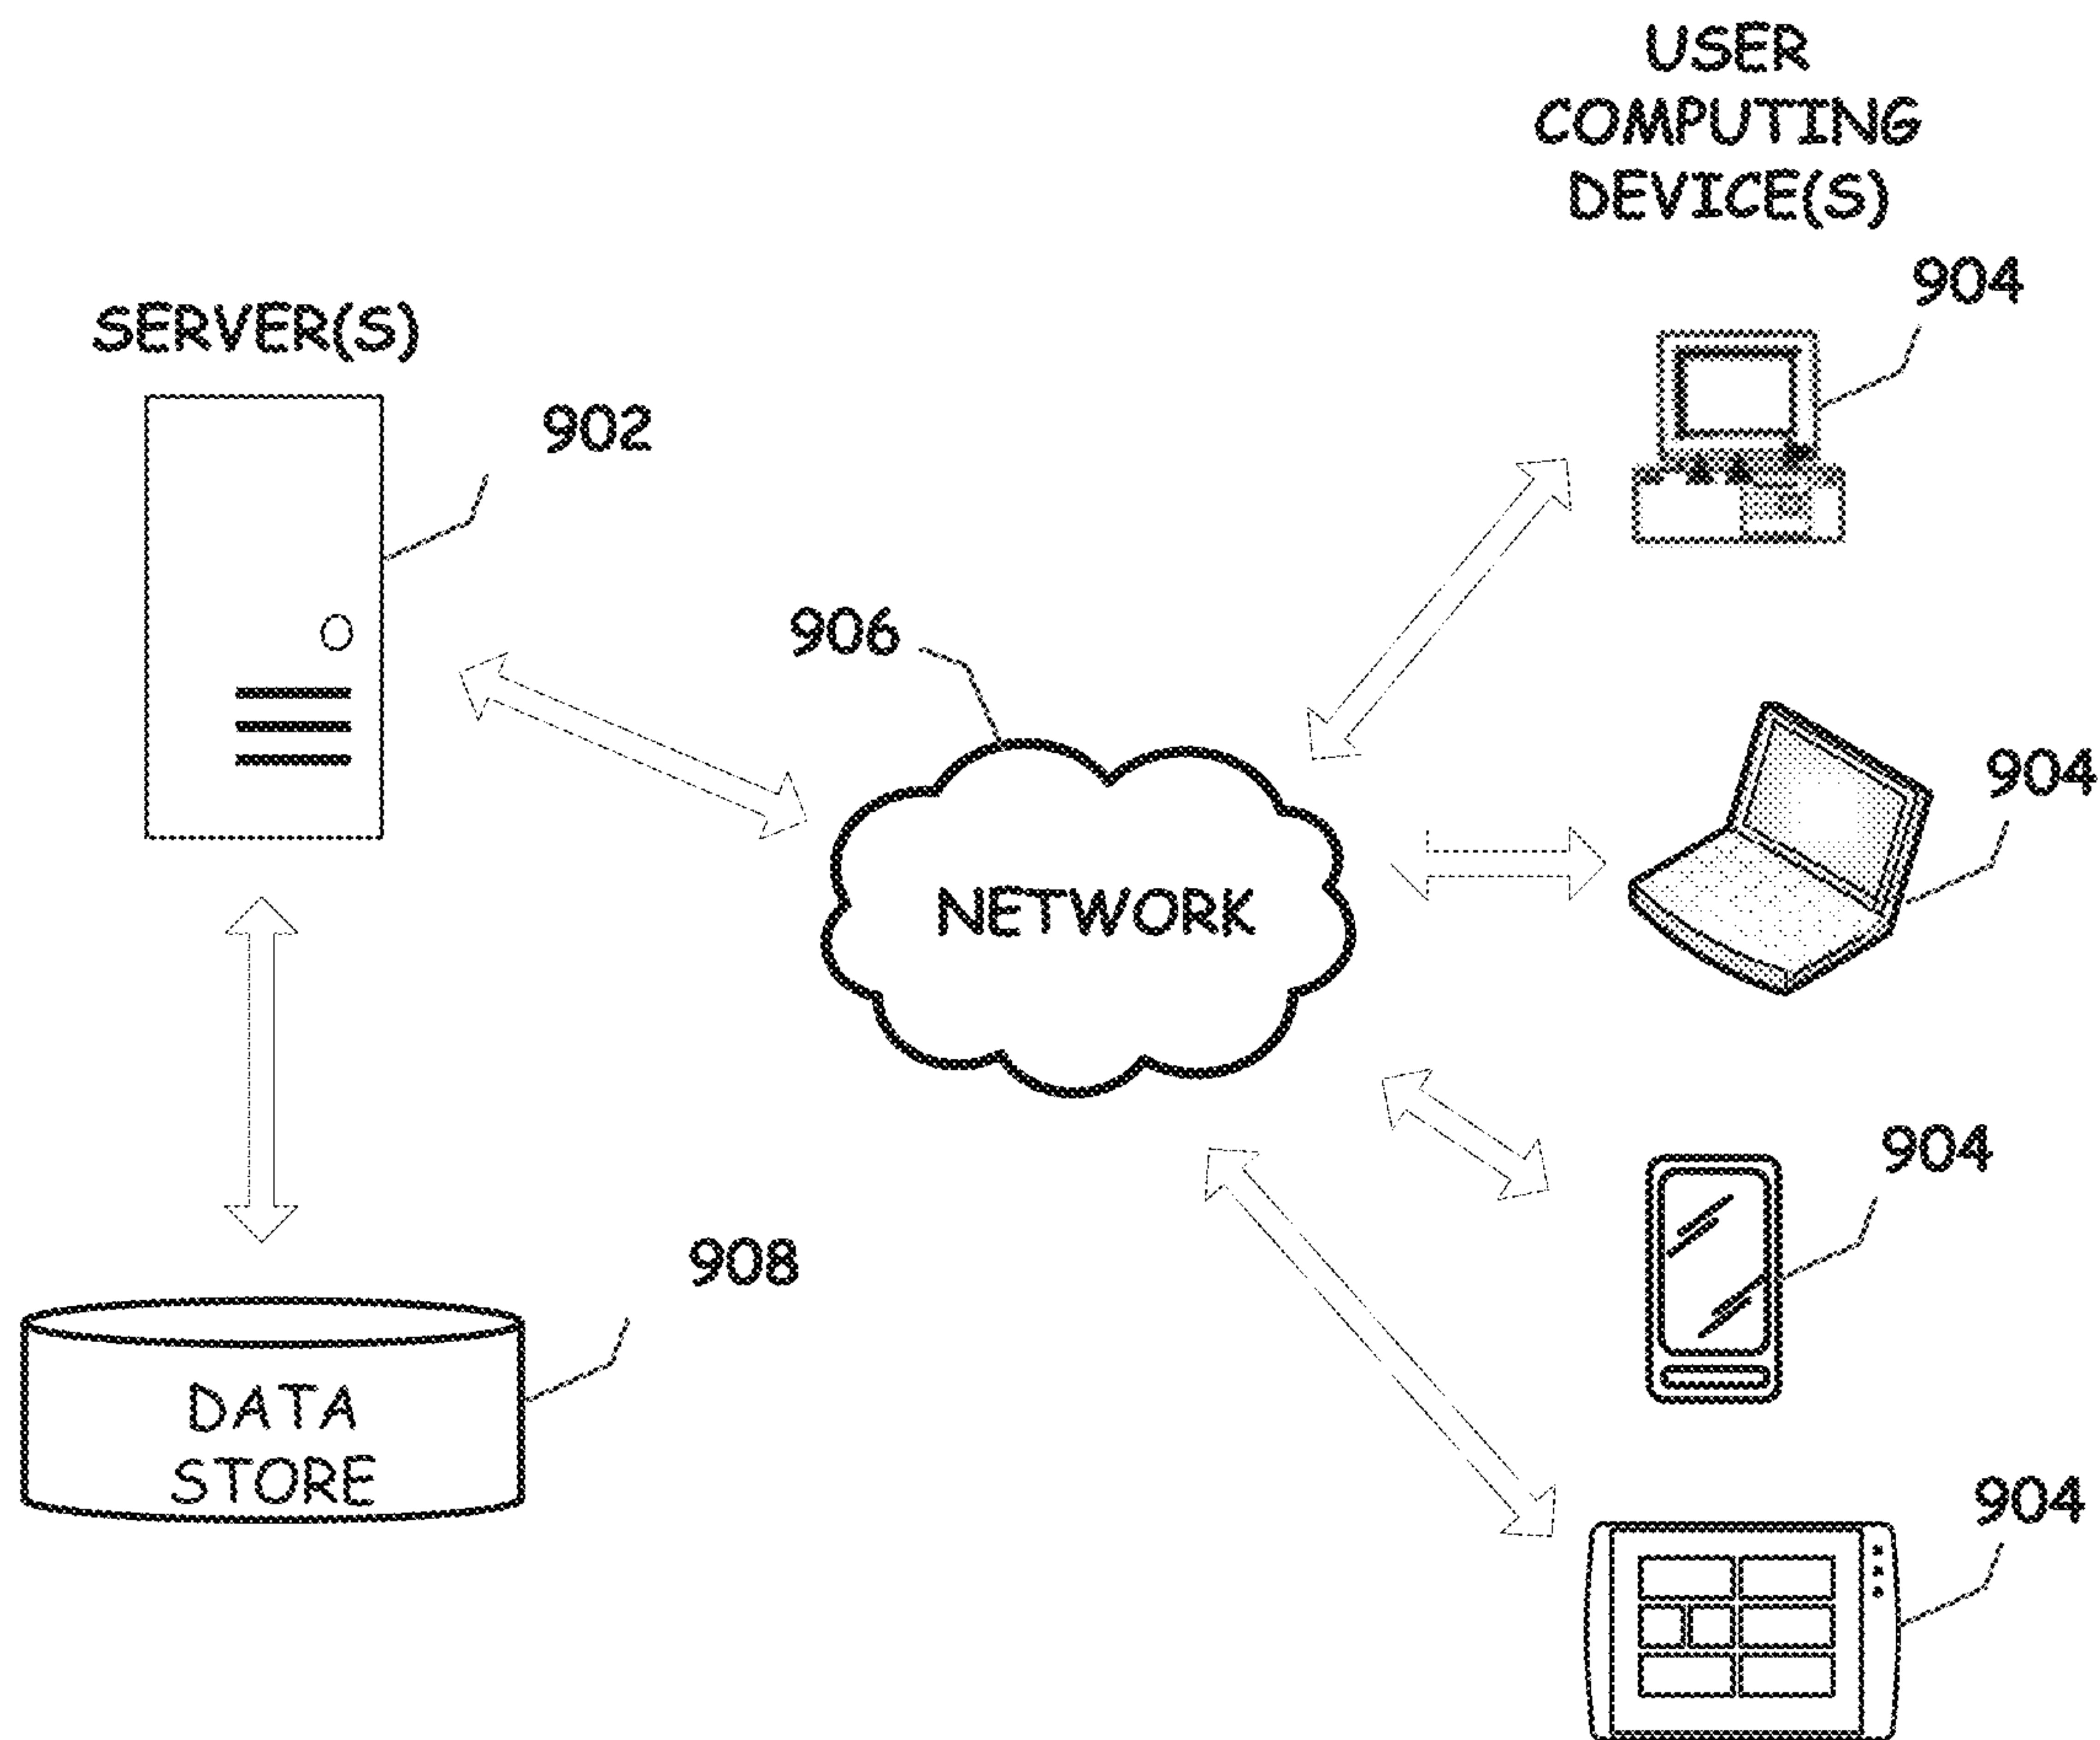 USER
COMPUTING
DEVICE(S)
904
SERVER(S)
902
906
NETWORK
904
904
908
DATA
STORE
904